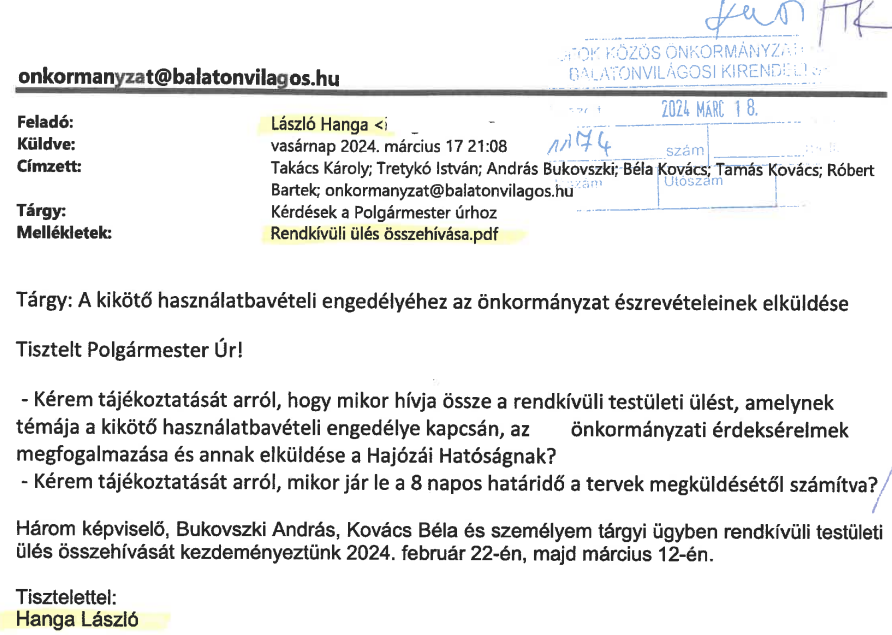 KÖZÖS ÖNKORMÁNYZAT
BALATONVILÁGOSI
onkormanyzat@balatonvilagos.hu
2024 MÁRC 18.
Feladó: László Hanga <i
Küldve: vasárnap 2024. március 17 21:08
1174
szám
Címzett: Takács Károly; Tretykó István; András Bukovszki; Béla Kovács; Tamás Kovács; Róbert
Bartek; onkormanyzat@balatonvilagos.hu
szám
Utószám
Tárgy: Kérdések a Polgármester úrhoz
Mellékletek: Rendkívüli ülés összehívása.pdf
Tárgy: A kikötő használatbavételi engedélyéhez az önkormányzat észrevételeinek elküldése
Tisztelt Polgármester Úr!
- Kérem tájékoztatását arról, hogy mikor hívja össze a rendkívüli testületi ülést, amelynek
témája a kikötő használatbavételi engedélye kapcsán, az önkormányzati érdeksérelmek
megfogalmazása és annak elküldése a Hajózái Hatóságnak?
- Kérem tájékoztatását arról, mikor jár le a 8 napos határidő a tervek megküldésétől számítva?
Három képviselő, Bukovszki András, Kovács Béla és személyem tárgyi ügyben rendkívüli testületi
ülés összehívását kezdeményeztünk 2024. február 22-én, majd március 12-én.
Tisztelettel:
Hanga László